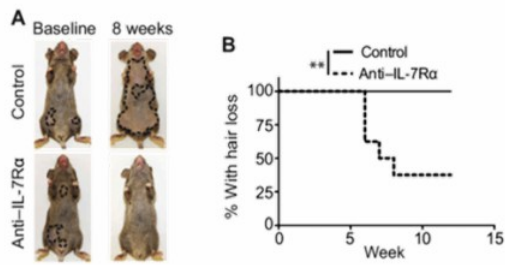 A
Baseline
8 weeks
Control
Anti–IL-7Rα
B
Control
**
Anti–IL-7Rα
% With hair loss
100
75
50
25
0
0
5
10
15
Week